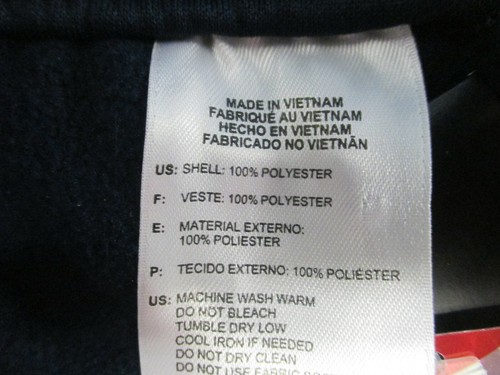 MADE IN VIETNAM
FABRIQUÉ AU VIETNAM
HECHO EN VIETNAM
FABRICADO NO VIETNÃN
US: SHELL: 100% POLYESTER
F: VESTE: 100% POLYESTER
E: MATERIAL EXTERNO:
100% POLIESTER
P: TECIDO EXTERNO: 100% POLIÉSTER
US: MACHINE WASH WARM
DO NOT BLEACH
TUMBLE DRY LOW
COOL IRON IF NEEDED
DO NOT DRY CLEAN
DO NOT USE FABRIC